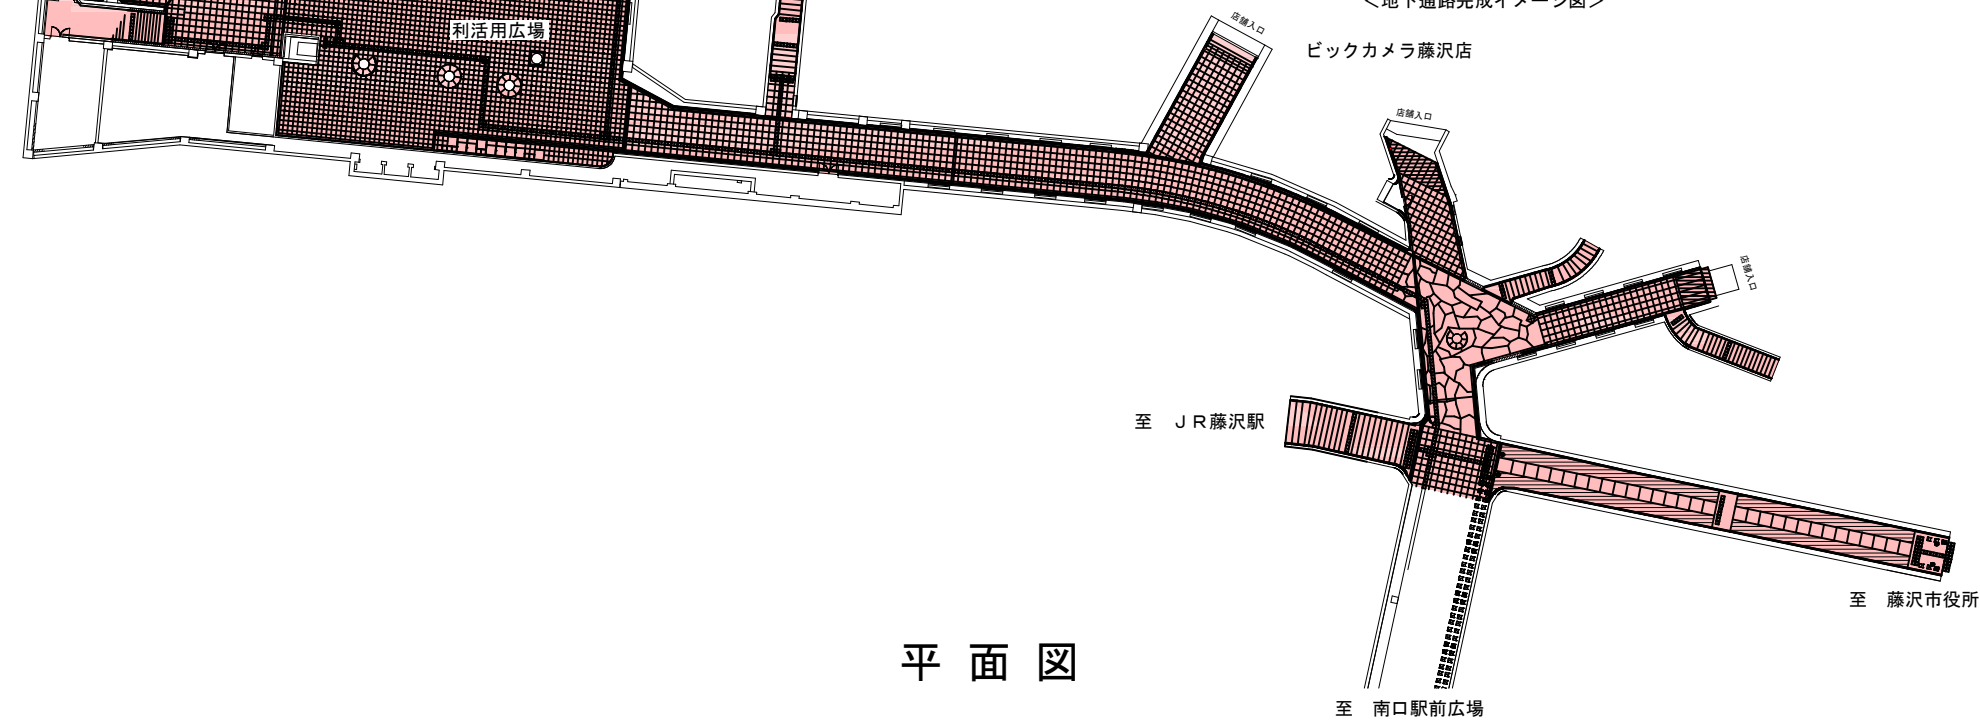 ＜地下通路完成イメージ図＞
利活用広場
店舗入口
ビックカメラ藤沢店
店舗入口
店舗入口
至　ＪＲ藤沢駅
至　藤沢市役所
平面図
至　南口駅前広場